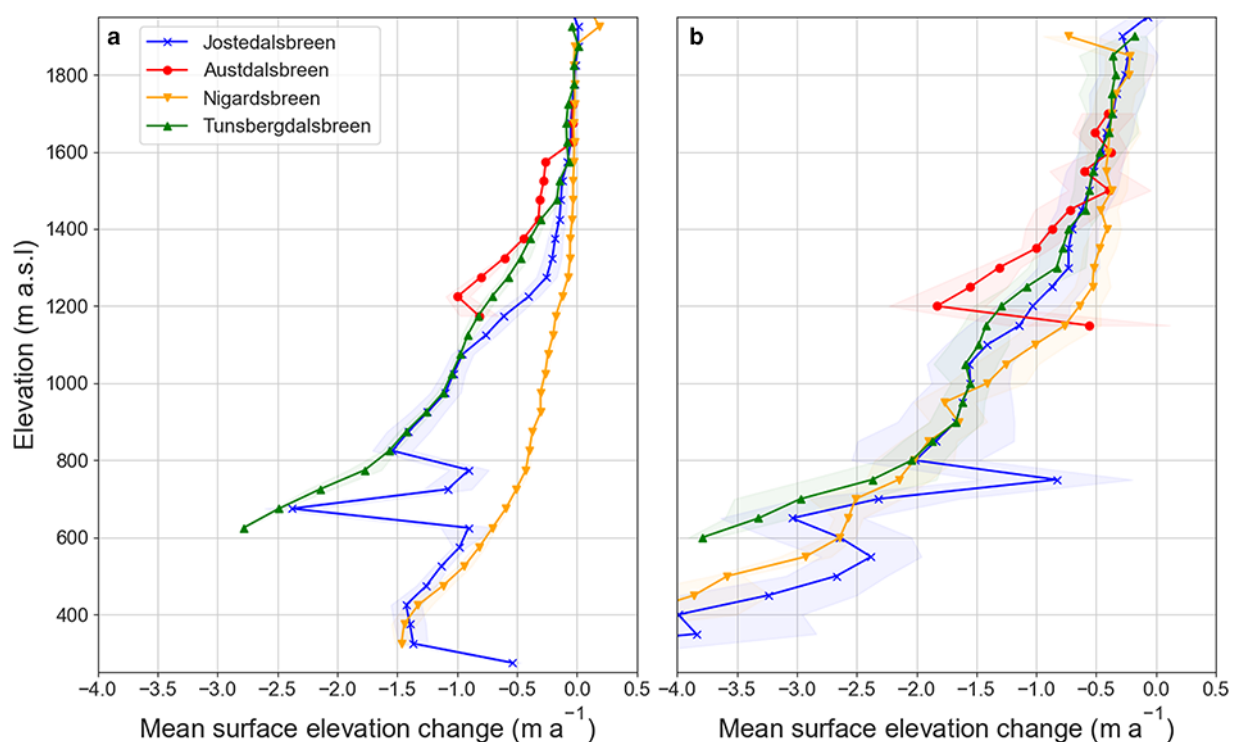 a
Jostedalsbreen
Austdalsbreen
Nigardsbreen
Tunsbergdalsbreen
b
Elevation (m a.s.l)
1800
1600
1400
1200
1000
800
600
400
−4.0 −3.5 −3.0 −2.5 −2.0 −1.5 −1.0 −0.5 0.0 0.5
−4.0 −3.5 −3.0 −2.5 −2.0 −1.5 −1.0 −0.5 0.0 0.5
Mean surface elevation change (m a⁻¹)
Mean surface elevation change (m a⁻¹)